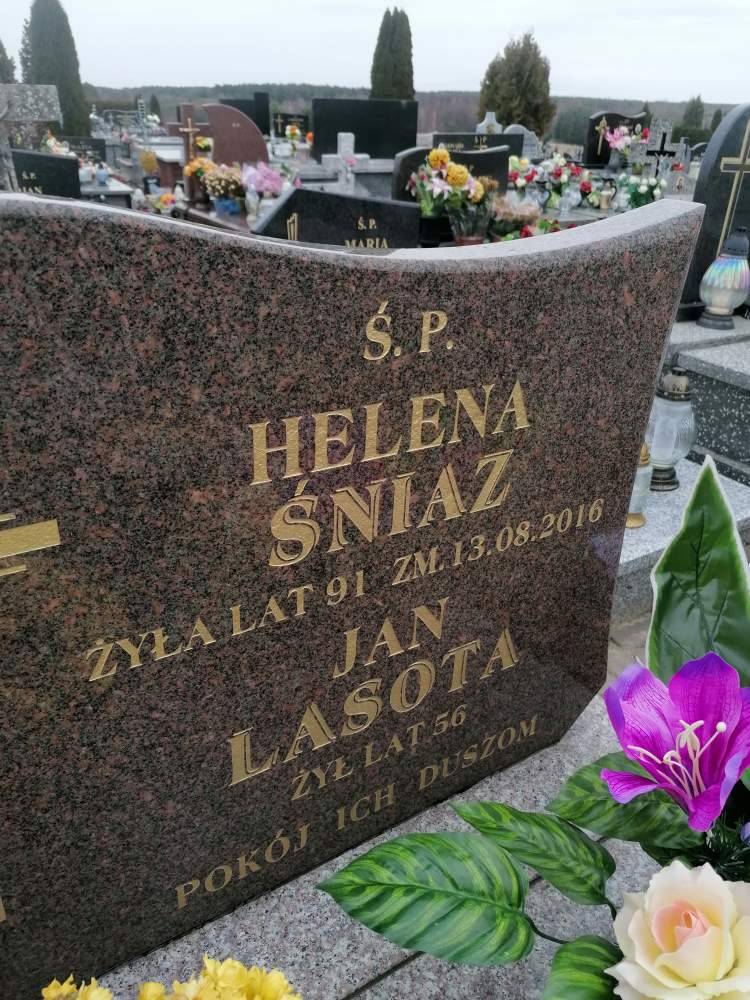 Ś. P.
MARIA
Ś. P.
HELENA
ŚNIAZ
ŻYŁA LAT 91 ZM. 13.08.2016
JAN
LASOTA
ŻYŁ LAT 56
POKÓJ ICH DUSZOM